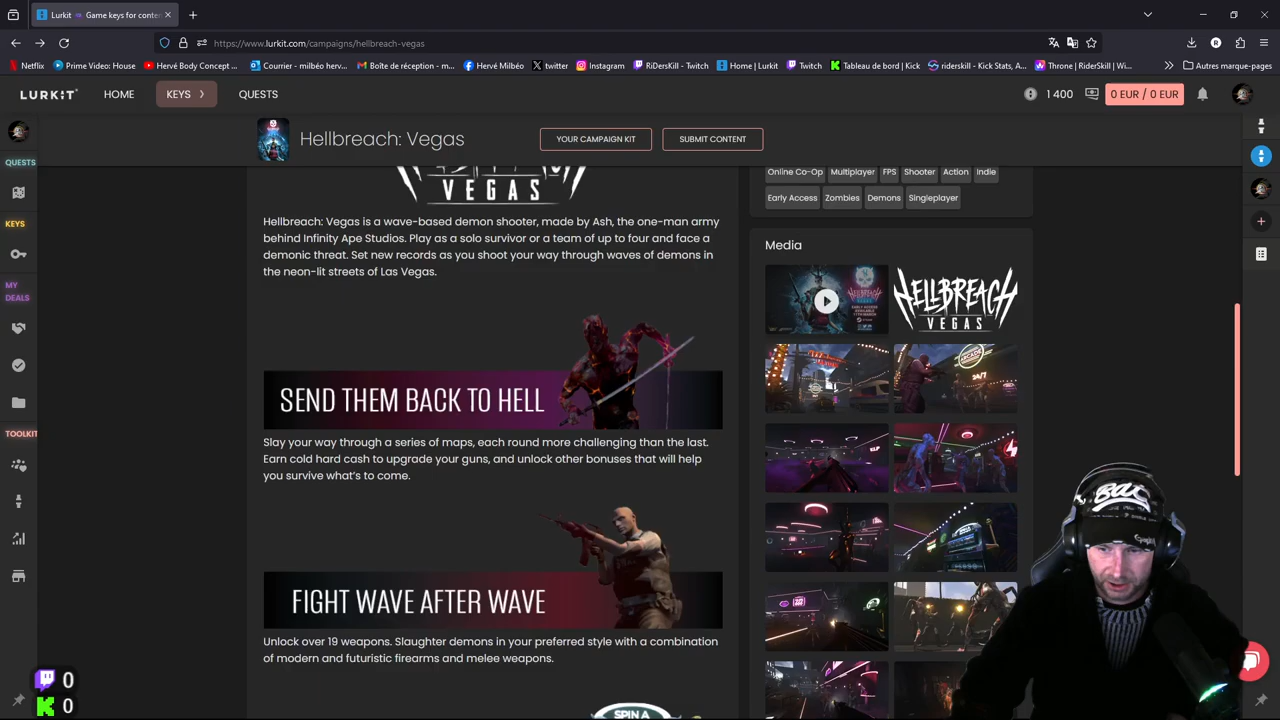 Lurkit 👾 Game keys for conten
https://www.lurkit.com/campaigns/hellbreach-vegas
Netflix
Prime Video: House
Hervé Body Concept ...
Courrier - milbéo herv...
Boîte de réception - m...
Hervé Milbéo
twitter
Instagram
RiDersKill - Twitch
Home | Lurkit
Twitch
Tableau de bord | Kick
riderskill - Kick Stats, A...
Throne | RiderSkill | Wi...
Autres marque-pages
LURKIT
HOME
KEYS
QUESTS
1 400
0 EUR / 0 EUR
Hellbreach: Vegas
YOUR CAMPAIGN KIT
SUBMIT CONTENT
QUESTS
KEYS
MY
DEALS
TOOLKIT
VEGAS
Hellbreach: Vegas is a wave-based demon shooter, made by Ash, the one-man army
behind Infinity Ape Studios. Play as a solo survivor or a team of up to four and face a
demonic threat. Set new records as you shoot your way through waves of demons in
the neon-lit streets of Las Vegas.
SEND THEM BACK TO HELL
Slay your way through a series of maps, each round more challenging than the last.
Earn cold hard cash to upgrade your guns, and unlock other bonuses that will help
you survive what's to come.
FIGHT WAVE AFTER WAVE
Unlock over 19 weapons. Slaughter demons in your preferred style with a combination
of modern and futuristic firearms and melee weapons.
SPIN A
Online Co-Op
Multiplayer
FPS
Shooter
Action
Indie
Early Access
Zombies
Demons
Singleplayer
Media
HELLBREACH
VEGAS
HELLBREACH
VEGAS
ARCADE
24/7
0
0